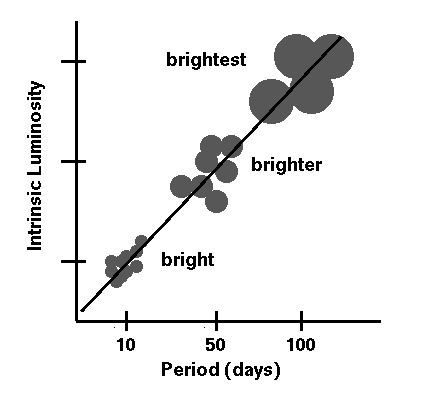 brightest
brighter
bright
Intrinsic Luminosity
10 50 100
Period (days)